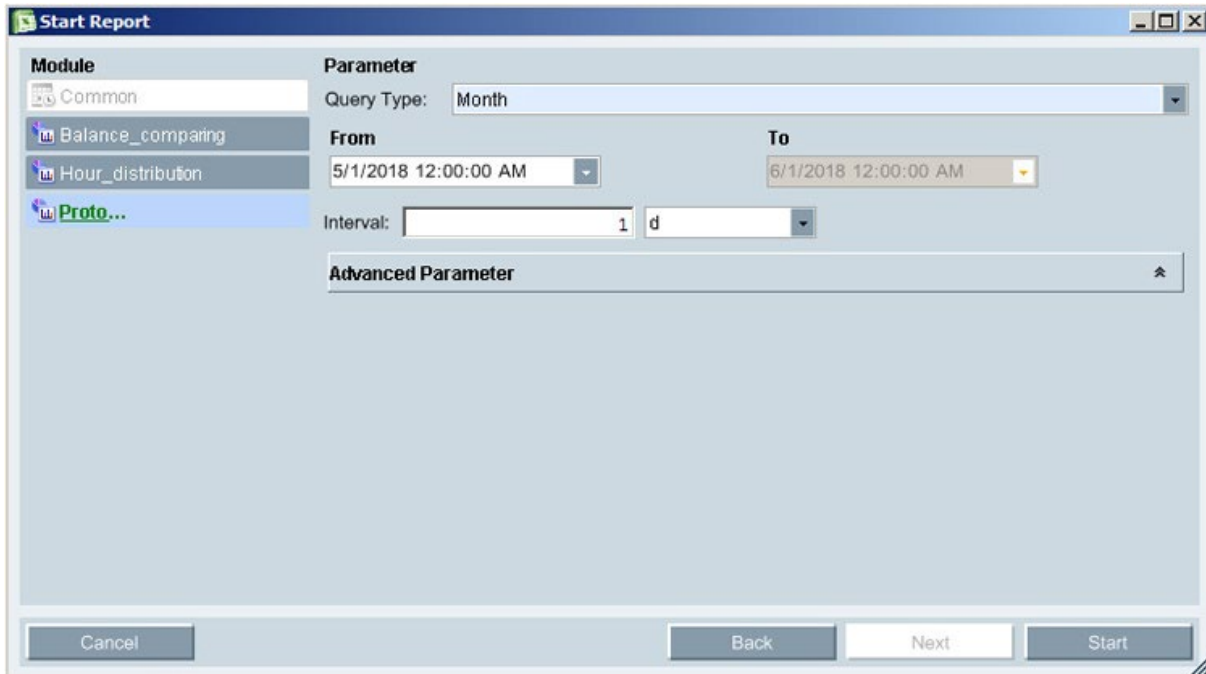 Start Report
Module
Common
Balance_comparing
Hour_distribution
Proto...
Parameter
Query Type: Month
From To
5/1/2018 12:00:00 AM 6/1/2018 12:00:00 AM
Interval: 1 d
Advanced Parameter
Cancel Back Next Start